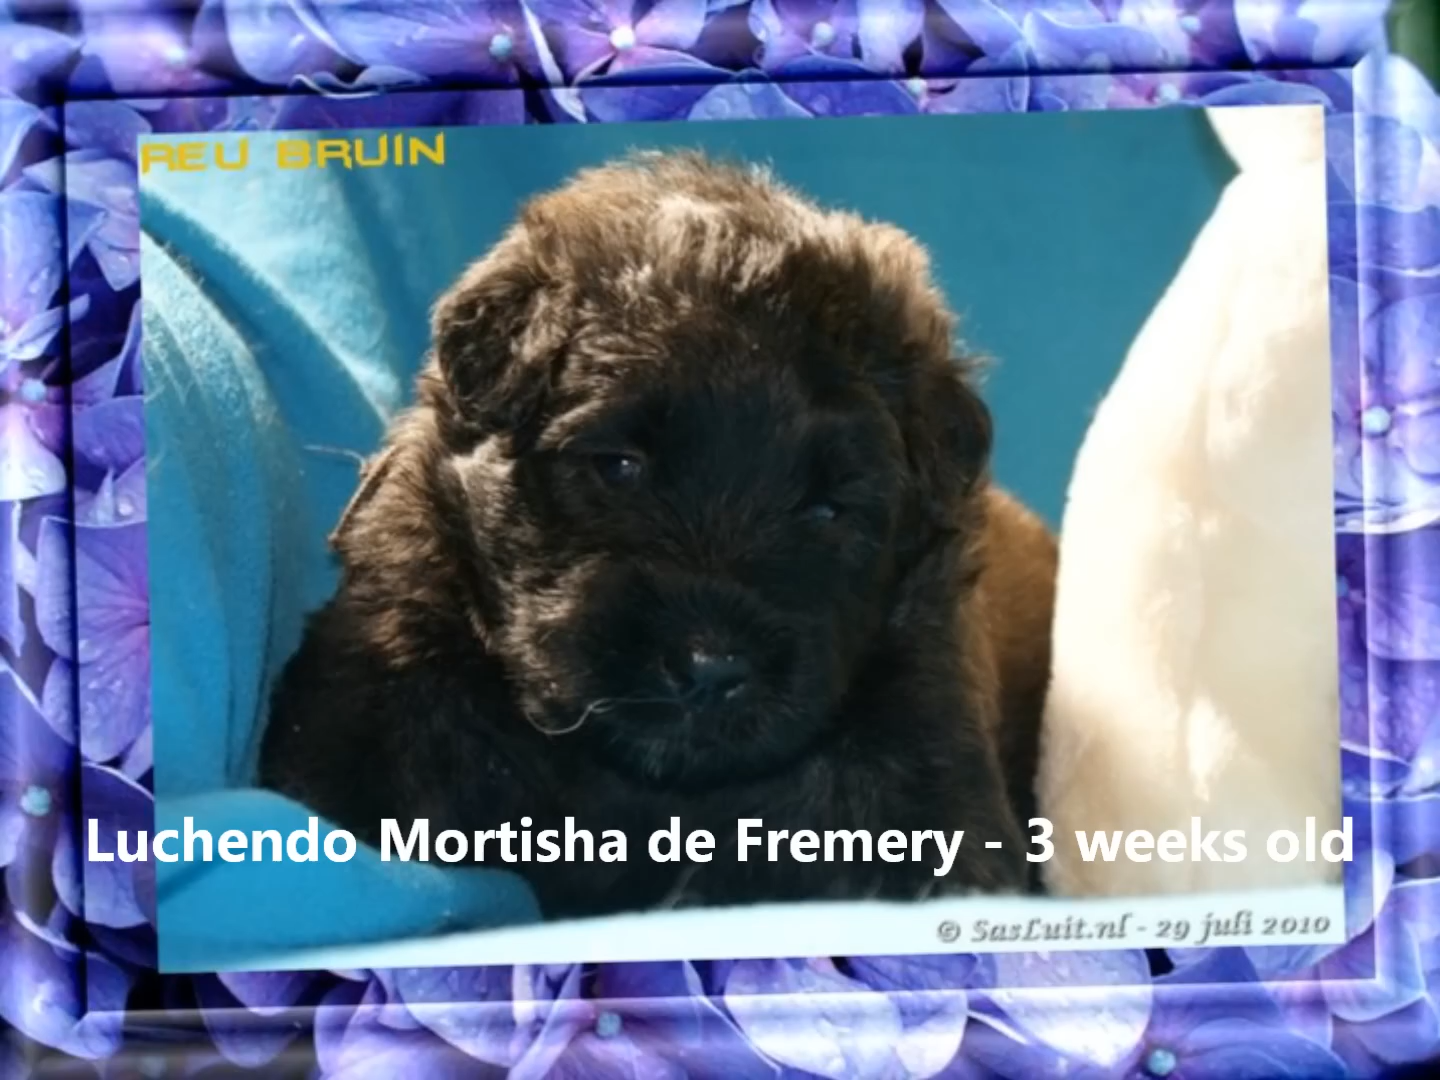 REU BRUIN
Luchendo Mortisha de Fremery - 3 weeks old
© SasLuit.nl - 29 juli 2010